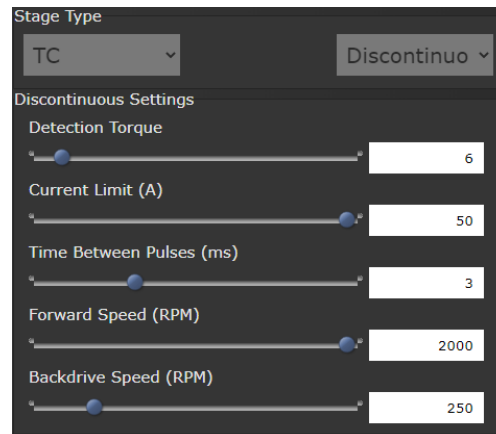 Stage Type
TC Discontinuo
Discontinuous Settings
Detection Torque
6
Current Limit (A)
50
Time Between Pulses (ms)
3
Forward Speed (RPM)
2000
Backdrive Speed (RPM)
250